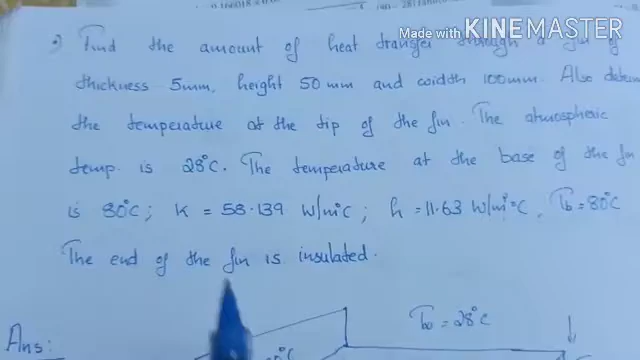 Made with KINEMASTER
Find the amount of heat transfer through a fin of
thickness 5mm, height 50 mm and width 100mm. Also
the temperature at the tip of the fin. The atmospheric
temp. is 28°C. The temperature at the base of the fin
is 80°C; K = 58.139 W/m°C; h = 11.63 W/m²°C, Tb = 80°C
The end of the fin is insulated.
Ans:
T∞ = 28°C